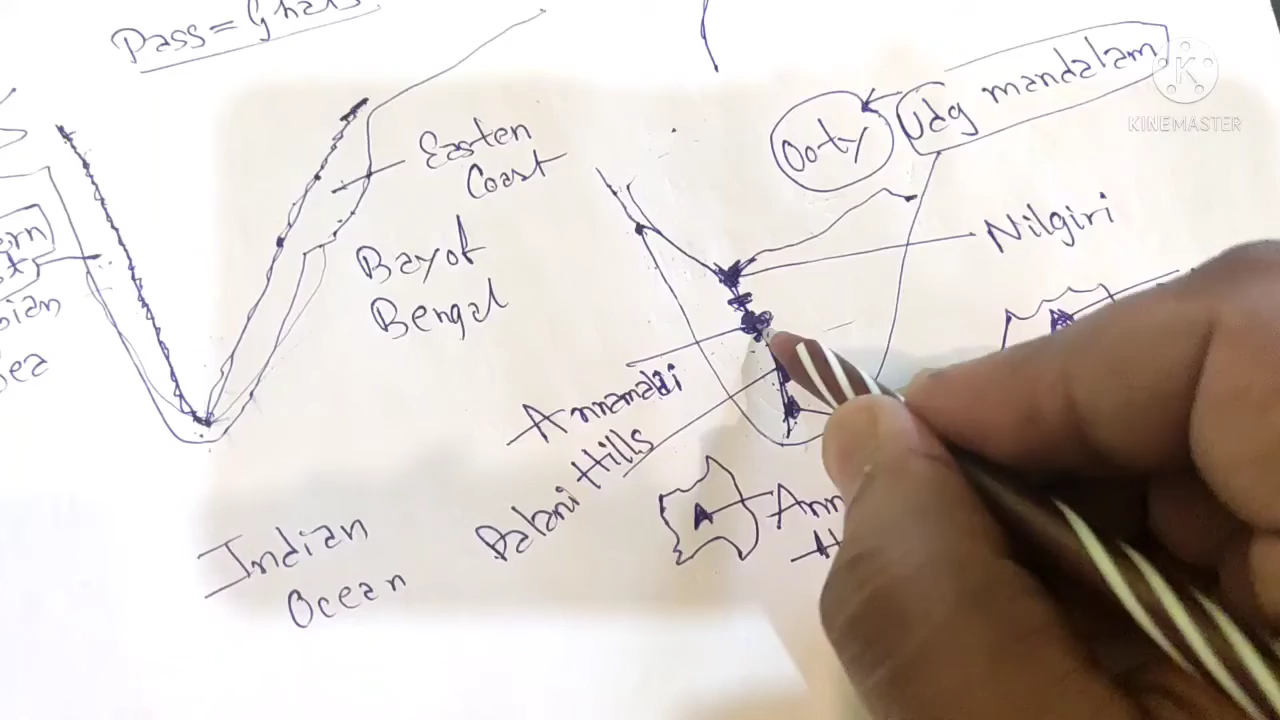 Pass = Ghats
Easten
Coast
Bay of
Bengal
Indian
Ocean
Ooty
Udg mandalam
KINEMASTER
Nilgiri
Annamalai
Hills
Palani